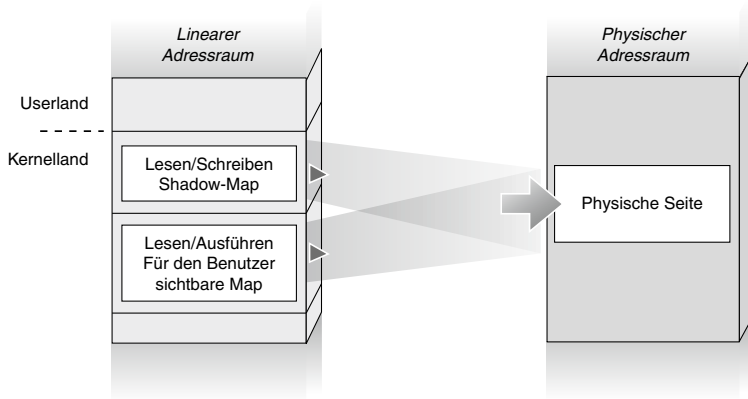 Linearer
Adressraum
Physischer
Adressraum
Userland
Kernelland
Lesen/Schreiben
Shadow-Map
Lesen/Ausführen
Für den Benutzer
sichtbare Map
Physische Seite